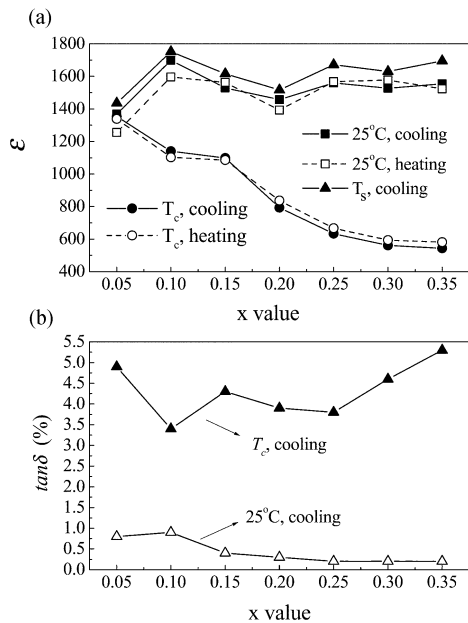 (a)
1800
1600
1400
1200
1000
800
600
400
ε
25°C, cooling
25°C, heating
Ts, cooling
Tc, cooling
Tc, heating
0.05 0.10 0.15 0.20 0.25 0.30 0.35
x value
(b)
5.5
5.0
4.5
4.0
3.5
3.0
2.5
2.0
1.5
1.0
0.5
0.0
tanδ (%)
Tc, cooling
25°C, cooling
0.05 0.10 0.15 0.20 0.25 0.30 0.35
x value